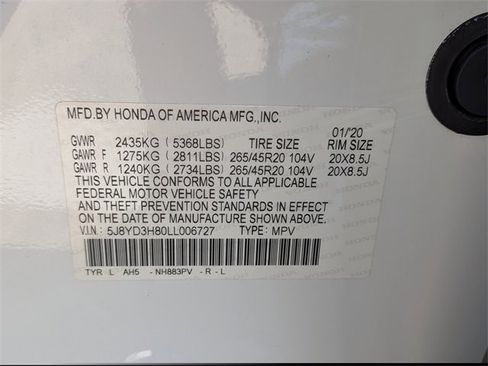 MFD.BY HONDA OF AMERICA MFG.,INC.
01/'20
GVWR 2435KG (5368LBS) TIRE SIZE RIM SIZE
GAWR F 1275KG (2811LBS) 265/45R20 104V 20X8.5J
GAWR R 1240KG (2734LBS) 265/45R20 104V 20X8.5J
THIS VEHICLE CONFORMS TO ALL APPLICABLE
FEDERAL MOTOR VEHICLE SAFETY
AND THEFT PREVENTION STANDARDS IN EFFECT
ON THE DATE OF MANUFACTURE SHOWN ABOVE.
V.I.N: 5J8YD3H80LL006727 TYPE: MPV
TYR L AH5 - NH883PV - R - L